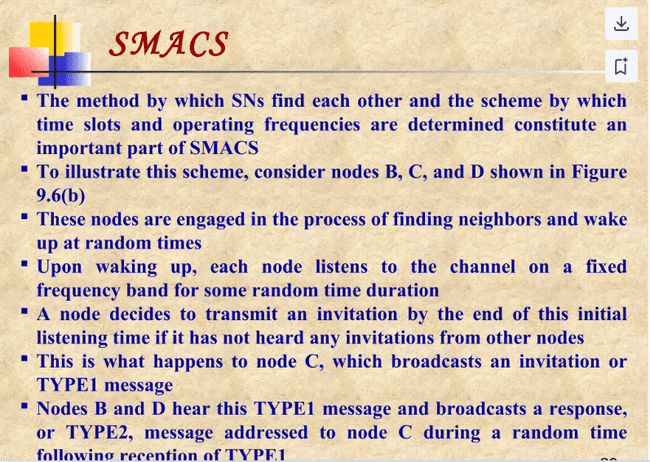 SMACS
▪ The method by which SNs find each other and the scheme by which
time slots and operating frequencies are determined constitute an
important part of SMACS
▪ To illustrate this scheme, consider nodes B, C, and D shown in Figure
9.6(b)
▪ These nodes are engaged in the process of finding neighbors and wake
up at random times
▪ Upon waking up, each node listens to the channel on a fixed
frequency band for some random time duration
▪ A node decides to transmit an invitation by the end of this initial
listening time if it has not heard any invitations from other nodes
▪ This is what happens to node C, which broadcasts an invitation or
TYPE1 message
▪ Nodes B and D hear this TYPE1 message and broadcasts a response,
or TYPE2, message addressed to node C during a random time
following reception of TYPE1